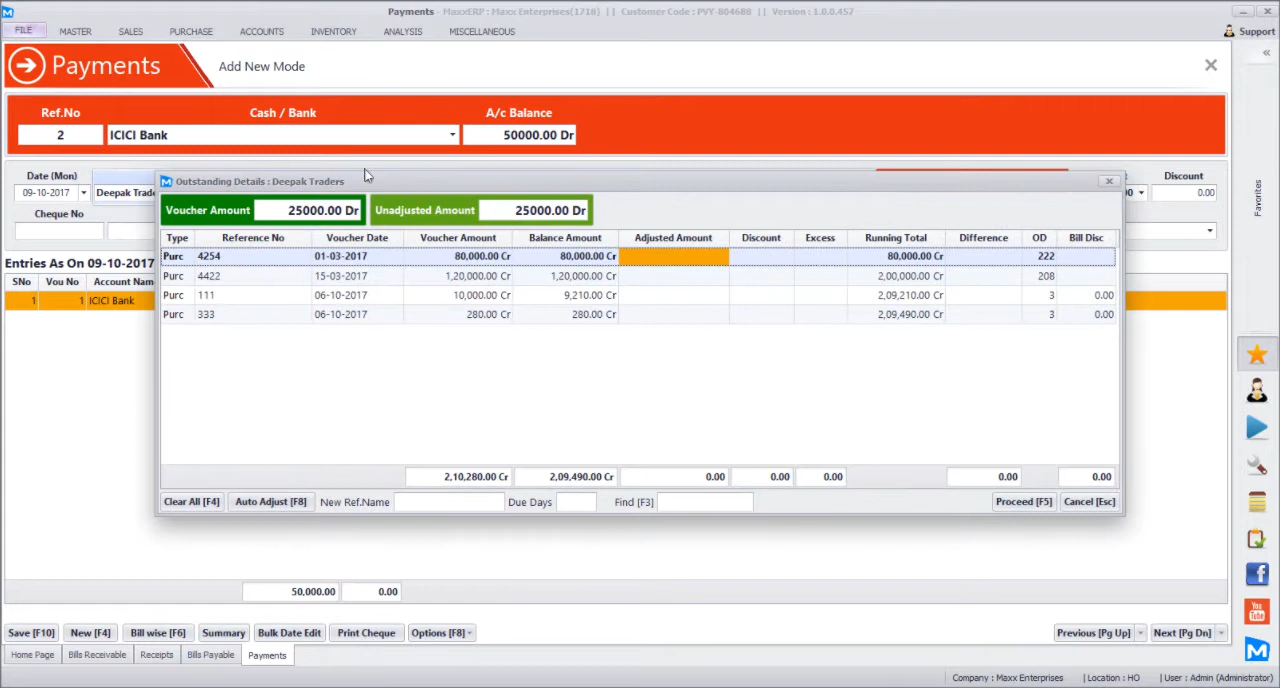 Payments - MaxxERP : Maxx Enterprises(1718) || Customer Code : PVY-804688 || Version : 1.0.0.457
FILE MASTER SALES PURCHASE ACCOUNTS INVENTORY ANALYSIS MISCELLANEOUS Support
Payments Add New Mode
Ref.No Cash / Bank A/c Balance
2 ICICI Bank 50000.00 Dr
Date (Mon) Discount
09-10-2017 Deepak Trade 0.00
Cheque No
Favorites
Entries As On 09-10-2017
SNo Vou No Account Nam
1 1 ICICI Bank
Outstanding Details : Deepak Traders
Voucher Amount 25000.00 Dr Unadjusted Amount 25000.00 Dr
Type Reference No Voucher Date Voucher Amount Balance Amount Adjusted Amount Discount Excess Running Total Difference OD Bill Disc
Purc 4254 01-03-2017 80,000.00 Cr 80,000.00 Cr 80,000.00 Cr 222
Purc 4422 15-03-2017 1,20,000.00 Cr 1,20,000.00 Cr 2,00,000.00 Cr 208
Purc 111 06-10-2017 10,000.00 Cr 9,210.00 Cr 2,09,210.00 Cr 3 0.00
Purc 333 06-10-2017 280.00 Cr 280.00 Cr 2,09,490.00 Cr 3 0.00
2,10,280.00 Cr 2,09,490.00 Cr 0.00 0.00 0.00 0.00 0.00
Clear All [F4] Auto Adjust [F8] New Ref.Name Due Days Find [F3] Proceed [F5] Cancel [Esc]
50,000.00 0.00
Save [F10] New [F4] Bill wise [F6] Summary Bulk Date Edit Print Cheque Options [F8] Previous [Pg Up] Next [Pg Dn]
Home Page Bills Receivable Receipts Bills Payable Payments
You Tube
Company : Maxx Enterprises | Location : HO | User : Admin (Administrator)